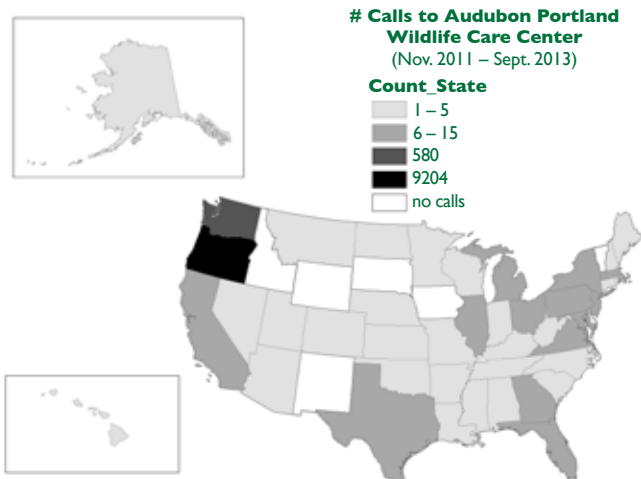 # Calls to Audubon Portland
Wildlife Care Center
(Nov. 2011 – Sept. 2013)
Count_State
1 – 5
6 – 15
580
9204
no calls